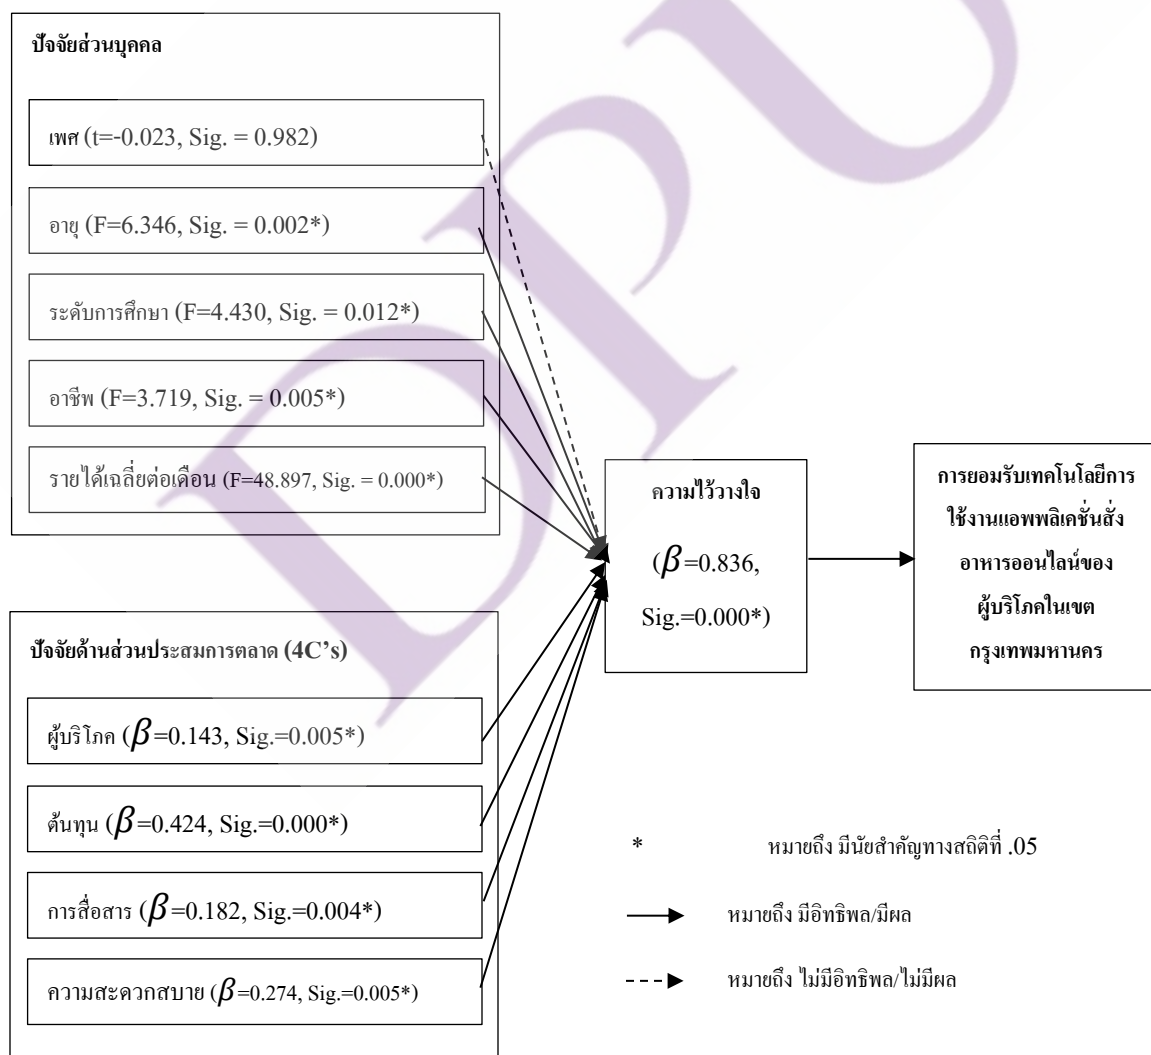 ปัจจัยส่วนบุคคล
เพศ (t=-0.023, Sig. = 0.982)
อายุ (F=6.346, Sig. = 0.002*)
ระดับการศึกษา (F=4.430, Sig. = 0.012*)
อาชีพ (F=3.719, Sig. = 0.005*)
รายได้เฉลี่ยต่อเดือน (F=48.897, Sig. = 0.000*)
ปัจจัยด้านส่วนประสมการตลาด (4C’s)
ผู้บริโภค (β=0.143, Sig.=0.005*)
ต้นทุน (β=0.424, Sig.=0.000*)
การสื่อสาร (β=0.182, Sig.=0.004*)
ความสะดวกสบาย (β=0.274, Sig.=0.005*)
ความไว้วางใจ
(β=0.836,
Sig.=0.000*)
การยอมรับเทคโนโลยีการ
ใช้งานแอพพลิเคชั่นสั่ง
อาหารออนไลน์ของ
ผู้บริโภคในเขต
กรุงเทพมหานคร
* หมายถึง มีนัยสำคัญทางสถิติที่ .05
หมายถึง มีอิทธิพล/มีผล
หมายถึง ไม่มีอิทธิพล/ไม่มีผล
DPU